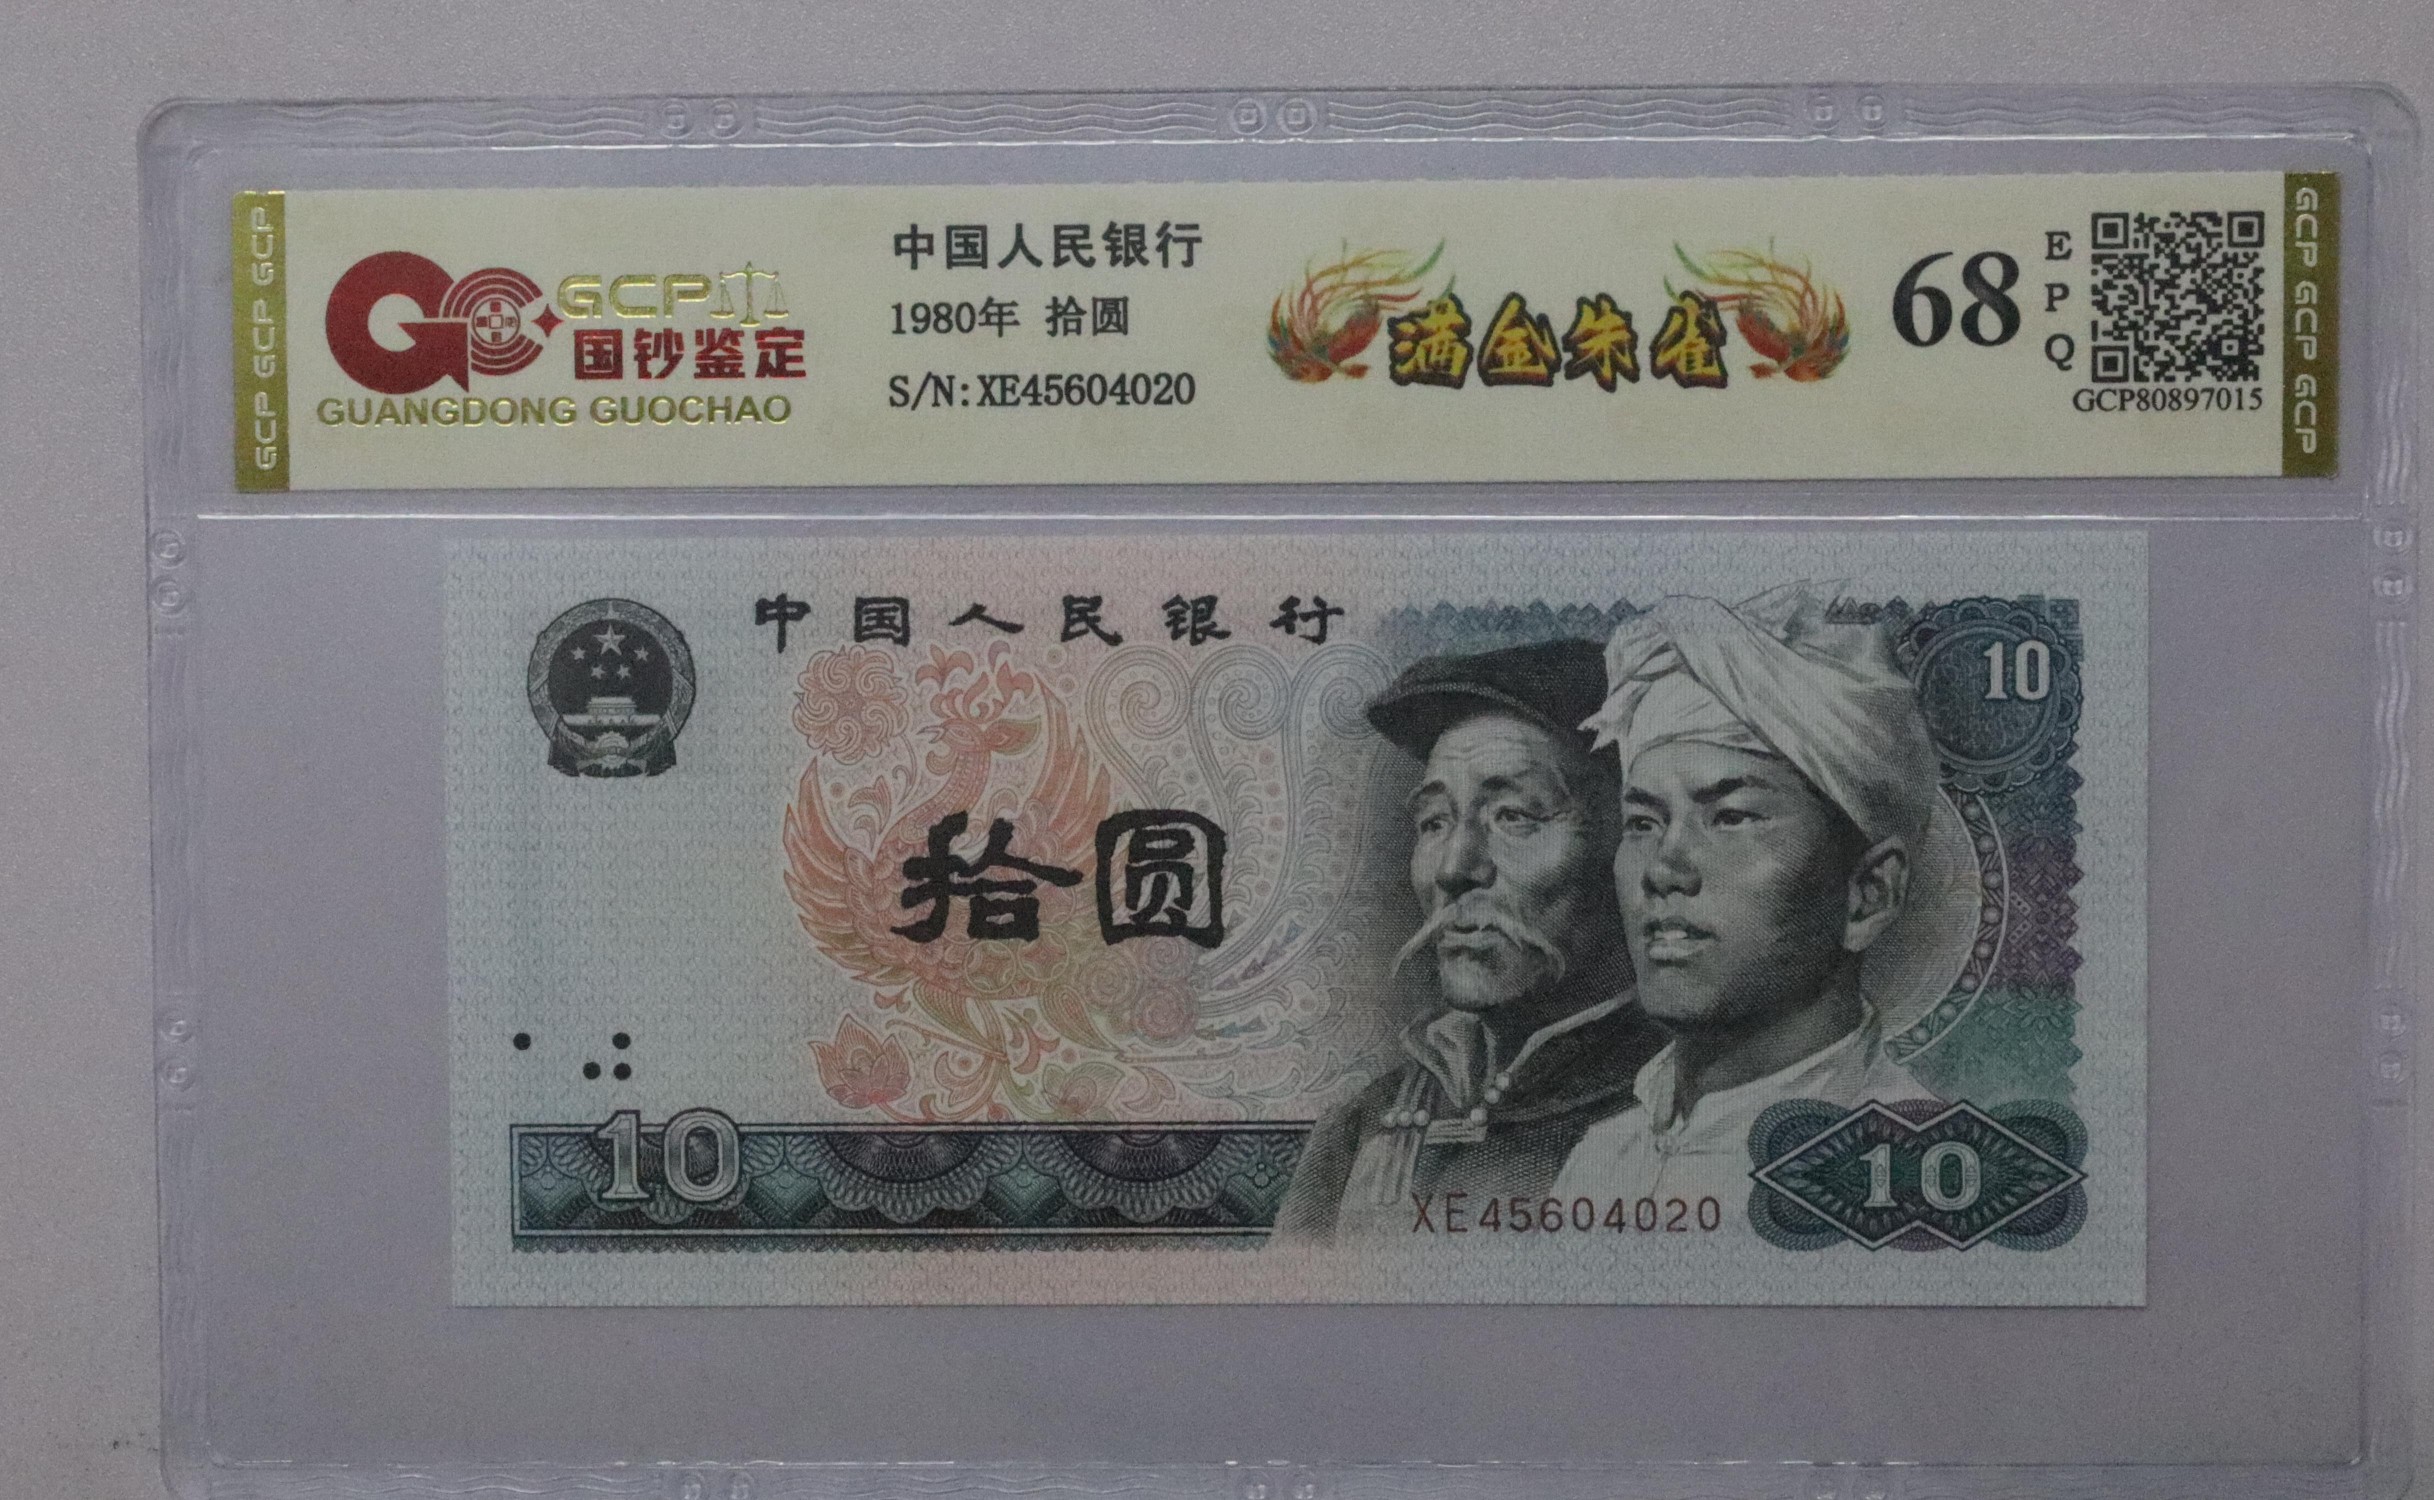 GCP GCP GCP
GCP
国钞鉴定
GUANGDONG GUOCHAO
中国人民银行
1980年 拾圆
S/N:XE45604020
满金朱雀
68
EPQ
GCP80897015
GCP GCP GCP
中国人民银行
10
拾圆
10
XE45604020
10